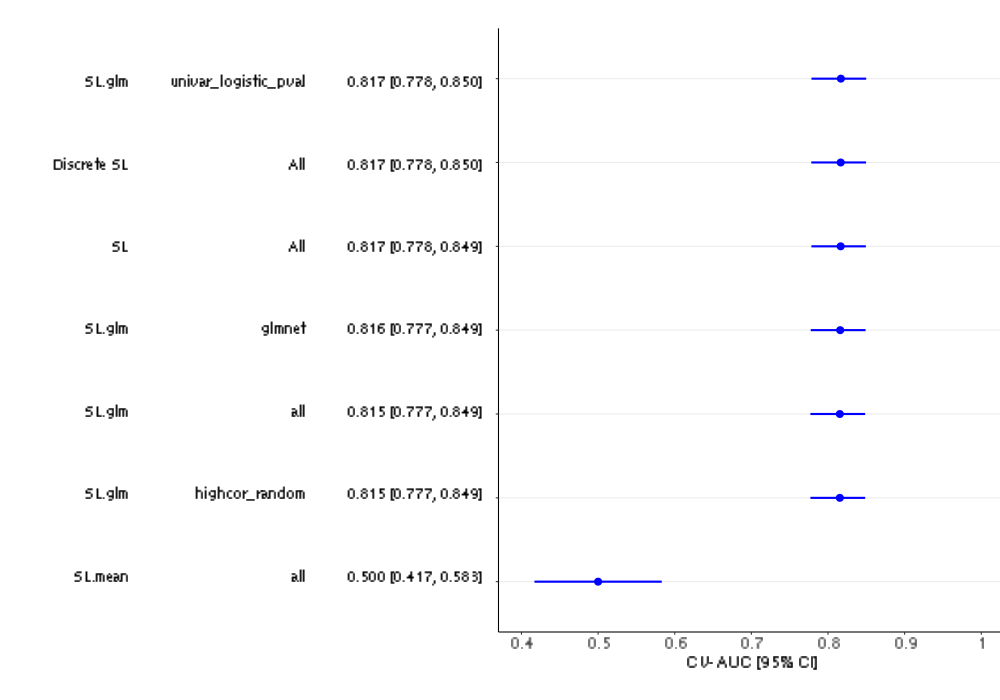 SL.glm univar_logistic_pval 0.817 [0.778, 0.850]
Discrete SL All 0.817 [0.778, 0.850]
SL All 0.817 [0.778, 0.849]
SL.glm glmnet 0.816 [0.777, 0.849]
SL.glm all 0.815 [0.777, 0.849]
SL.glm highcor_random 0.815 [0.777, 0.849]
SL.mean all 0.500 [0.417, 0.583]
0.4 0.5 0.6 0.7 0.8 0.9 1
CV-AUC [95% CI]